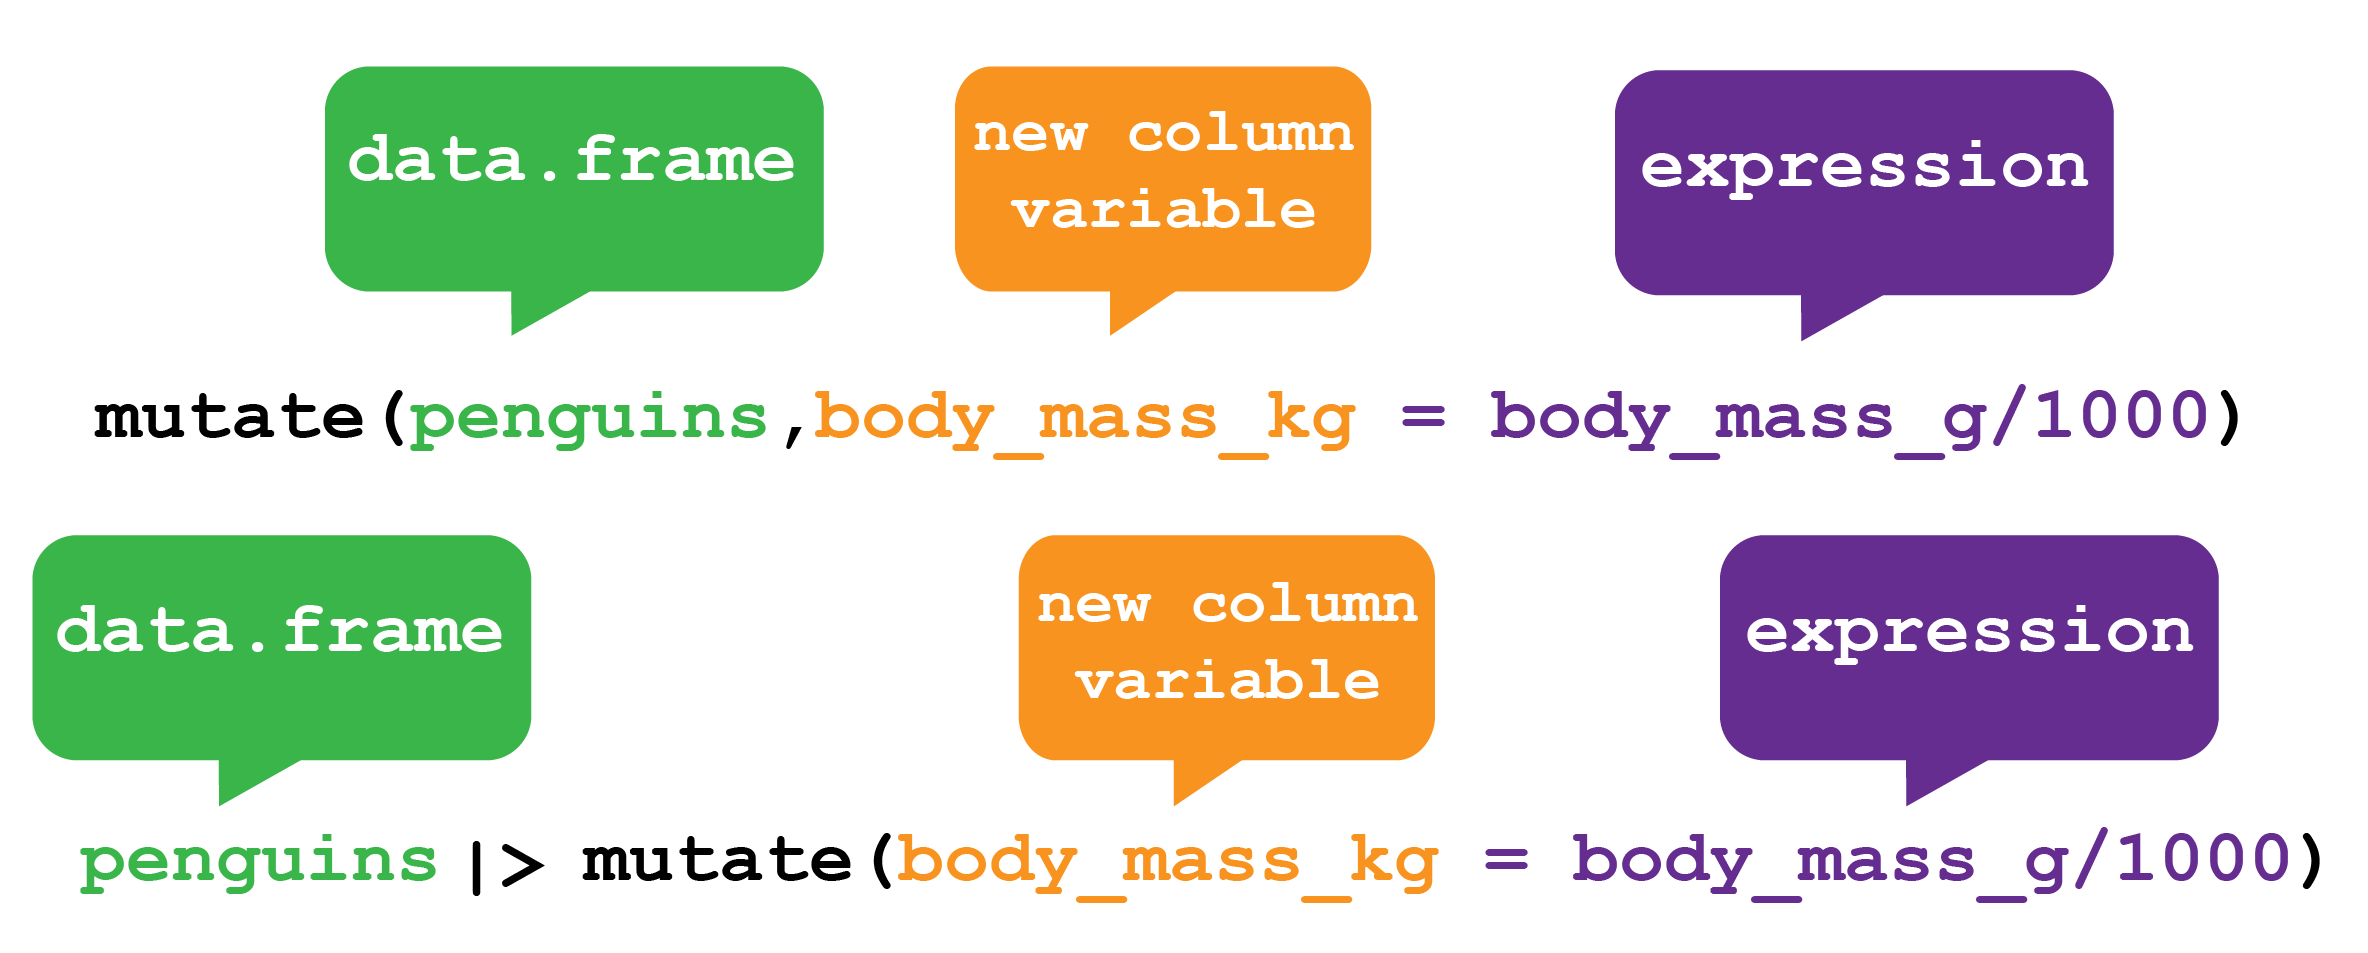 data.frame
new column
variable
expression
mutate(penguins,body_mass_kg = body_mass_g/1000)
data.frame
new column
variable
expression
penguins |> mutate(body_mass_kg = body_mass_g/1000)